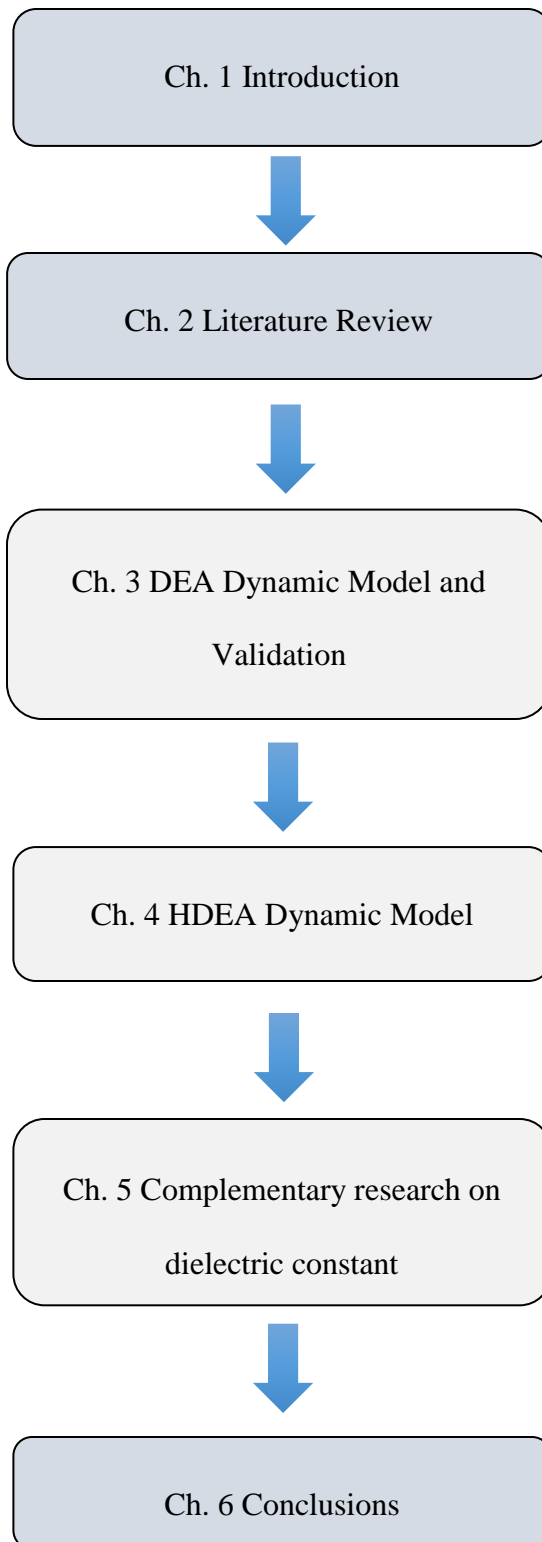 Ch. 1 Introduction
Ch. 2 Literature Review
Ch. 3 DEA Dynamic Model and
Validation
Ch. 4 HDEA Dynamic Model
Ch. 5 Complementary research on
dielectric constant
Ch. 6 Conclusions